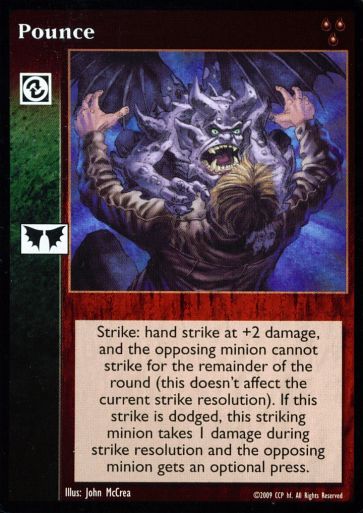 Pounce
Strike: hand strike at +2 damage,
and the opposing minion cannot
strike for the remainder of the
round (this doesn't affect the
current strike resolution). If this
strike is dodged, this striking
minion takes 1 damage during
strike resolution and the opposing
minion gets an optional press.
Illus: John McCrea
©2009 CCP hf. All Rights Reserved